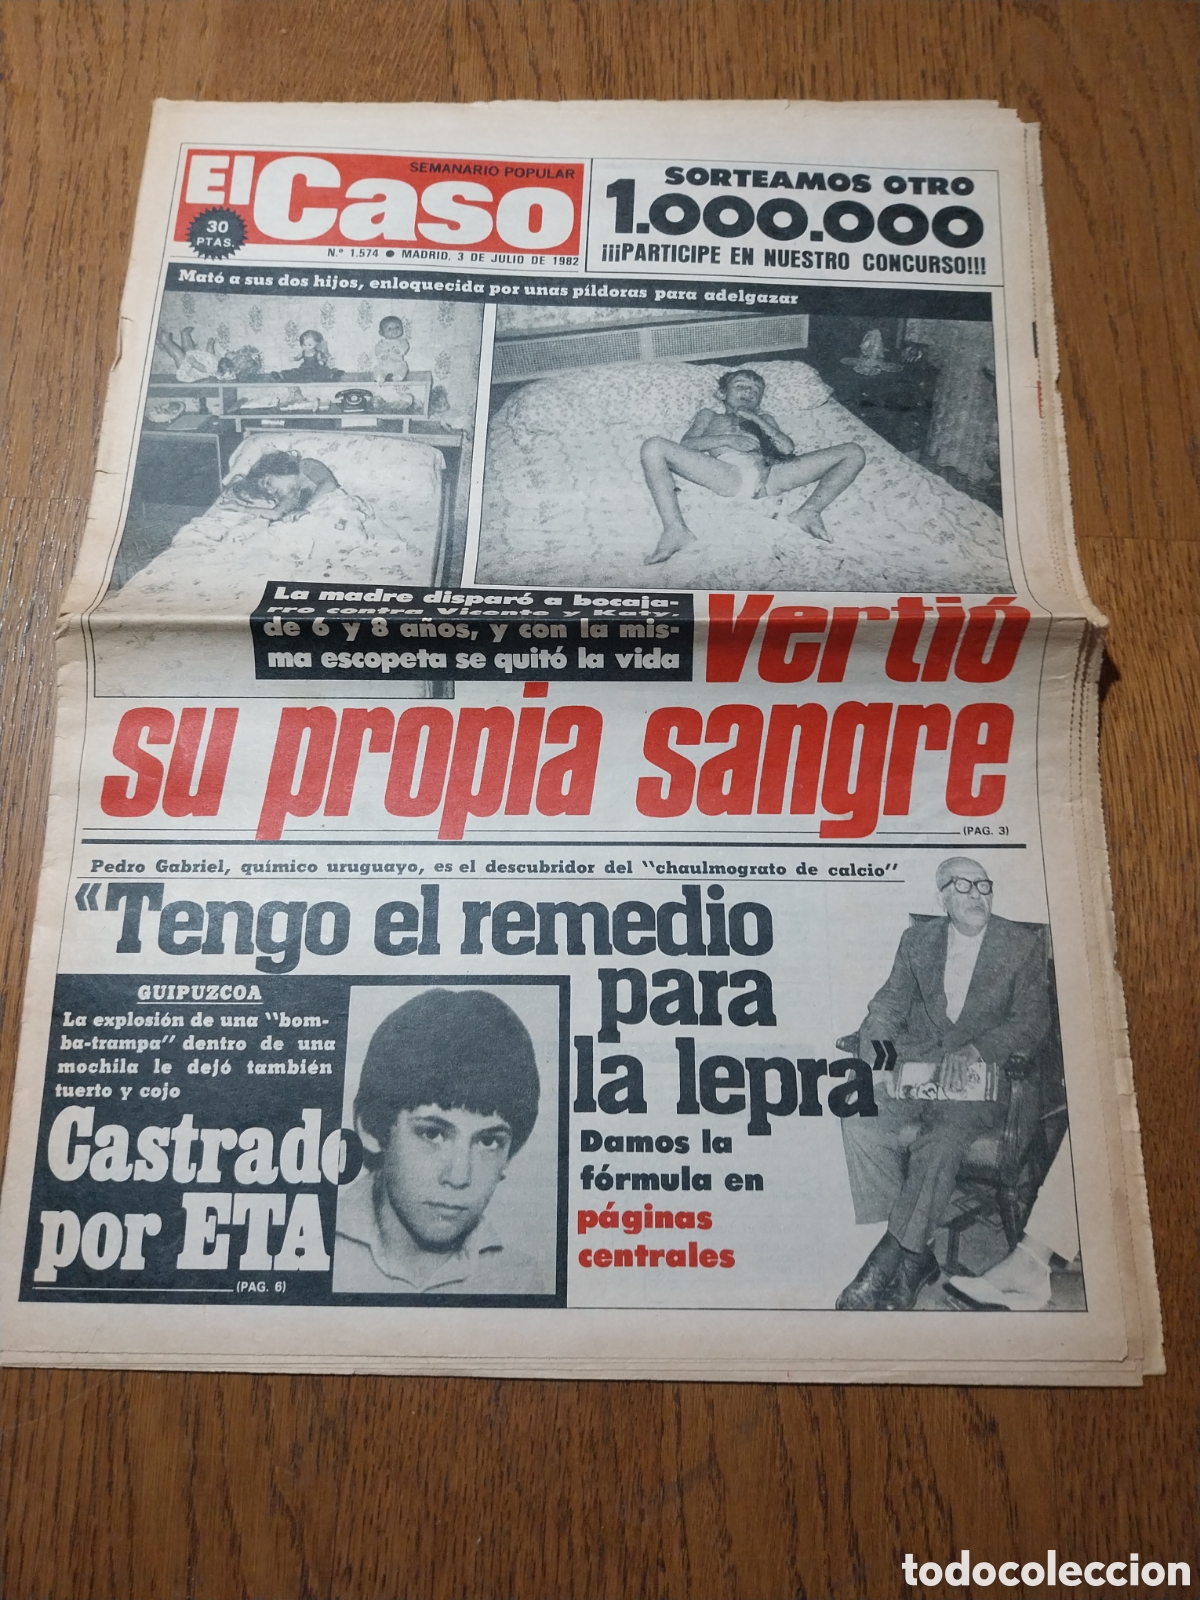 El Caso
SEMANARIO POPULAR
30
PTAS.
N.º 1.574 ● MADRID, 3 DE JULIO DE 1982
SORTEAMOS OTRO
1.000.000
¡¡¡PARTICIPE EN NUESTRO CONCURSO!!!
Mató a sus dos hijos, enloquecida por unas píldoras para adelgazar
La madre disparó a bocaja-
rro contra Vicente y Katy,
de 6 y 8 años, y con la mis-
ma escopeta se quitó la vida
Vertió
su propia sangre
(PAG. 3)
Pedro Gabriel, químico uruguayo, es el descubridor del "chaulmograto de calcio"
"Tengo el remedio
para
la lepra"
Damos la
fórmula en
páginas
centrales
GUIPUZCOA
La explosión de una "bom-
ba-trampa" dentro de una
mochila le dejó también
tuerto y cojo
Castrado
por ETA
(PAG. 6)
todocoleccion